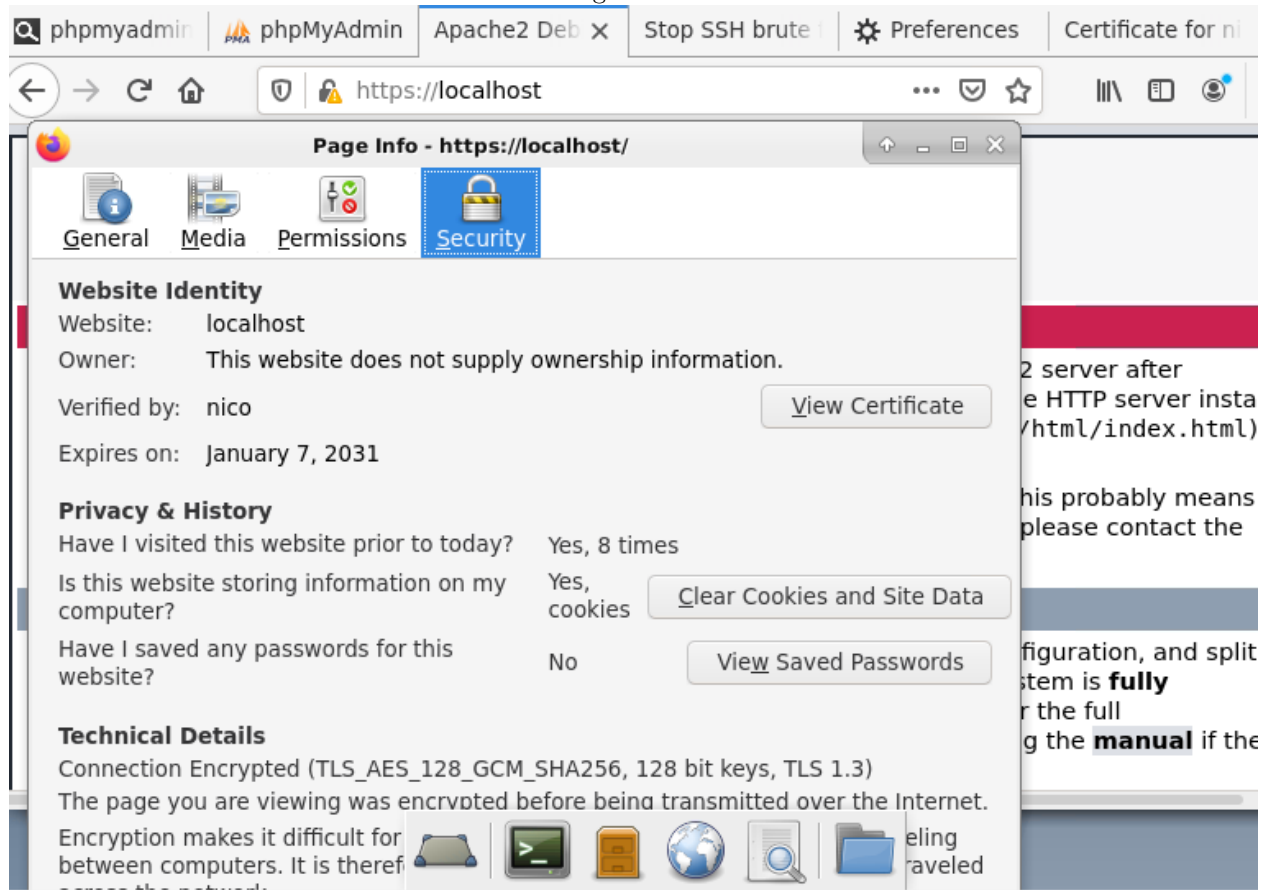 phpmyadmin
phpMyAdmin
Apache2 Deb
Stop SSH brute
Preferences
Certificate for ni
https://localhost
Page Info - https://localhost/
General
Media
Permissions
Security
Website Identity
Website: localhost
Owner: This website does not supply ownership information.
Verified by: nico
View Certificate
Expires on: January 7, 2031
Privacy & History
Have I visited this website prior to today? Yes, 8 times
Is this website storing information on my
computer?
Yes,
cookies
Clear Cookies and Site Data
Have I saved any passwords for this
website?
No
View Saved Passwords
Technical Details
Connection Encrypted (TLS_AES_128_GCM_SHA256, 128 bit keys, TLS 1.3)
The page you are viewing was encrypted before being transmitted over the Internet.
Encryption makes it difficult for
eling
between computers. It is theref
raveled
across the network.
2 server after
e HTTP server insta
/html/index.html)
his probably means
please contact the
figuration, and split
stem is fully
r the full
g the manual if the